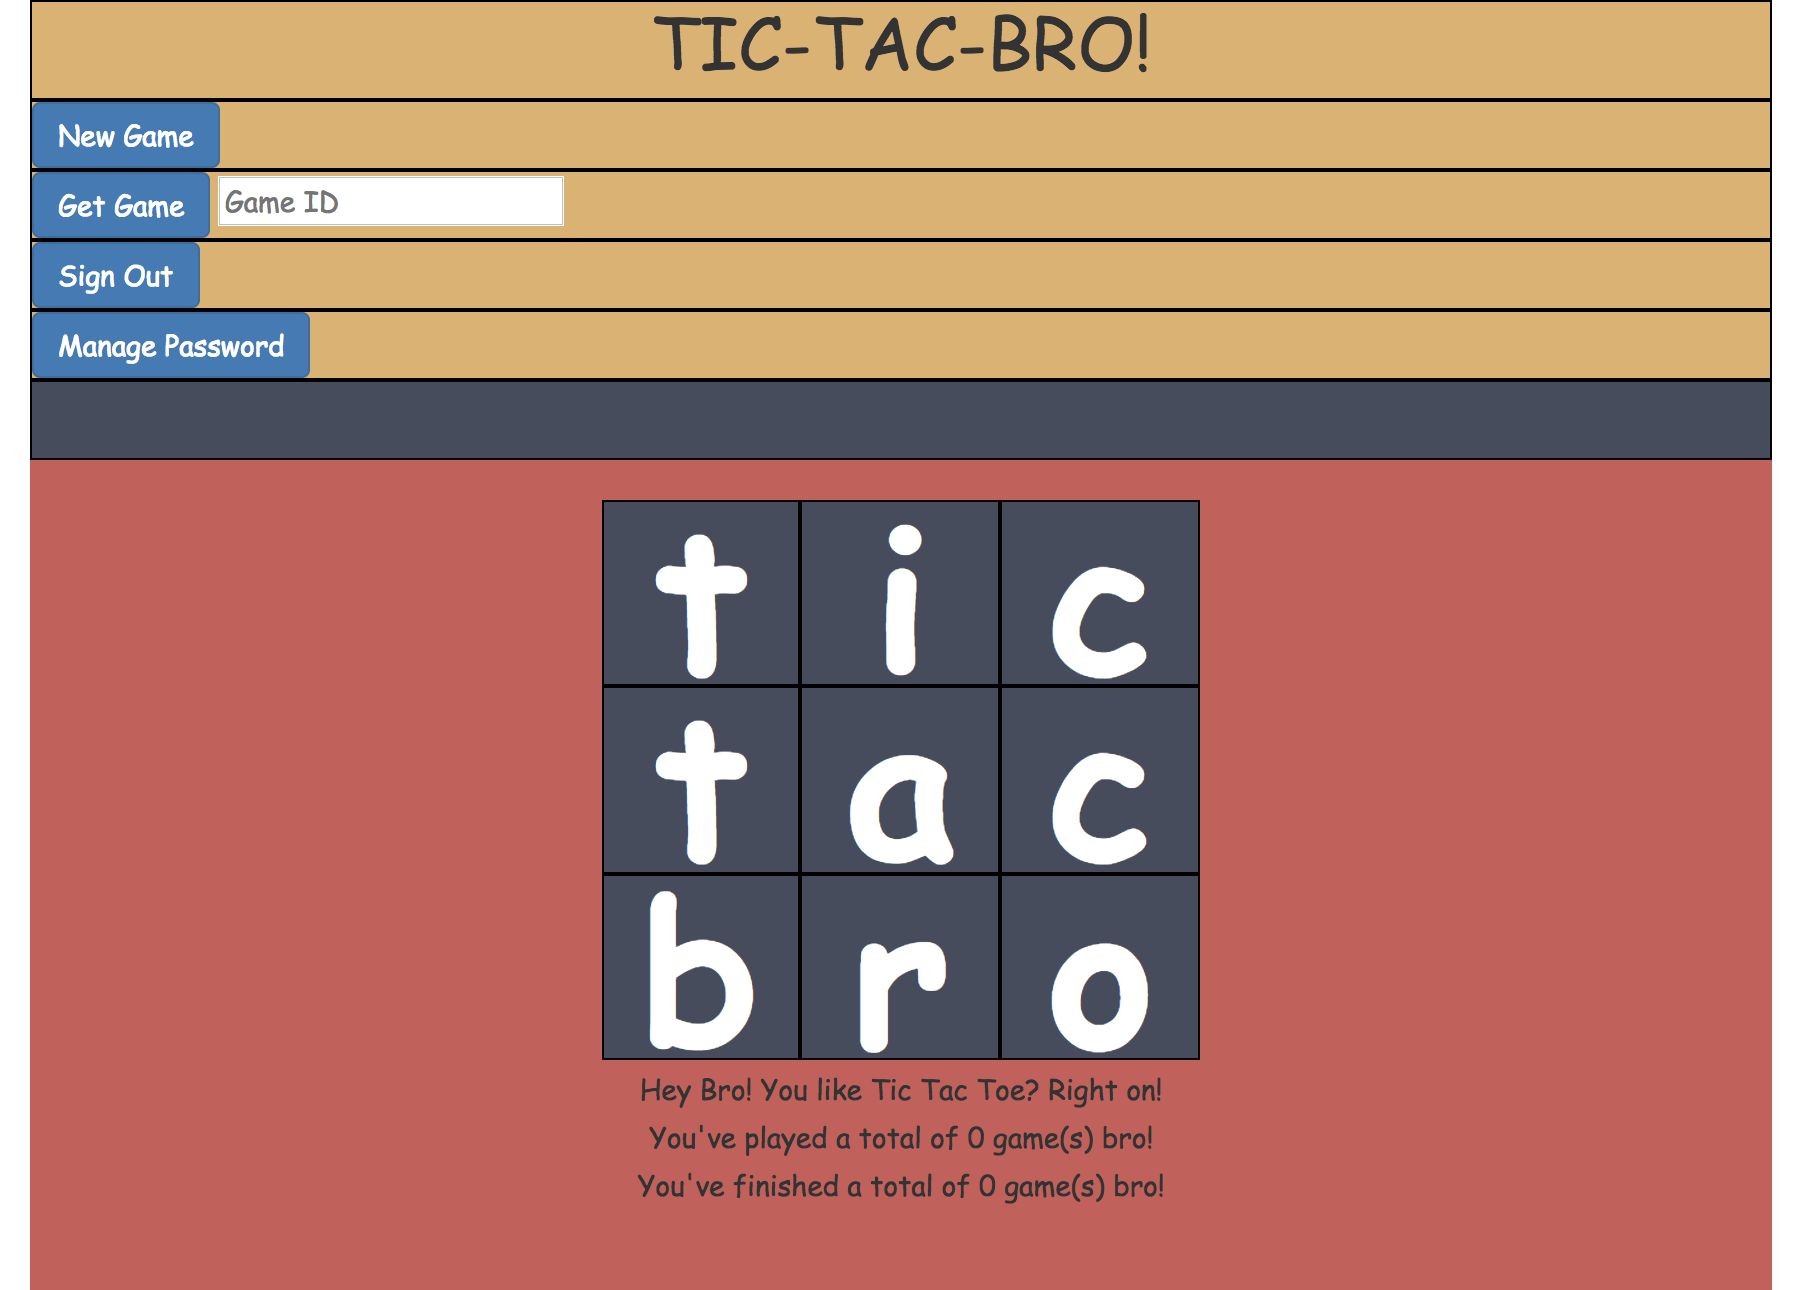 TIC-TAC-BRO!
New Game
Get Game Game ID
Sign Out
Manage Password
t i c
t a c
b r o
Hey Bro! You like Tic Tac Toe? Right on!
You've played a total of 0 game(s) bro!
You've finished a total of 0 game(s) bro!